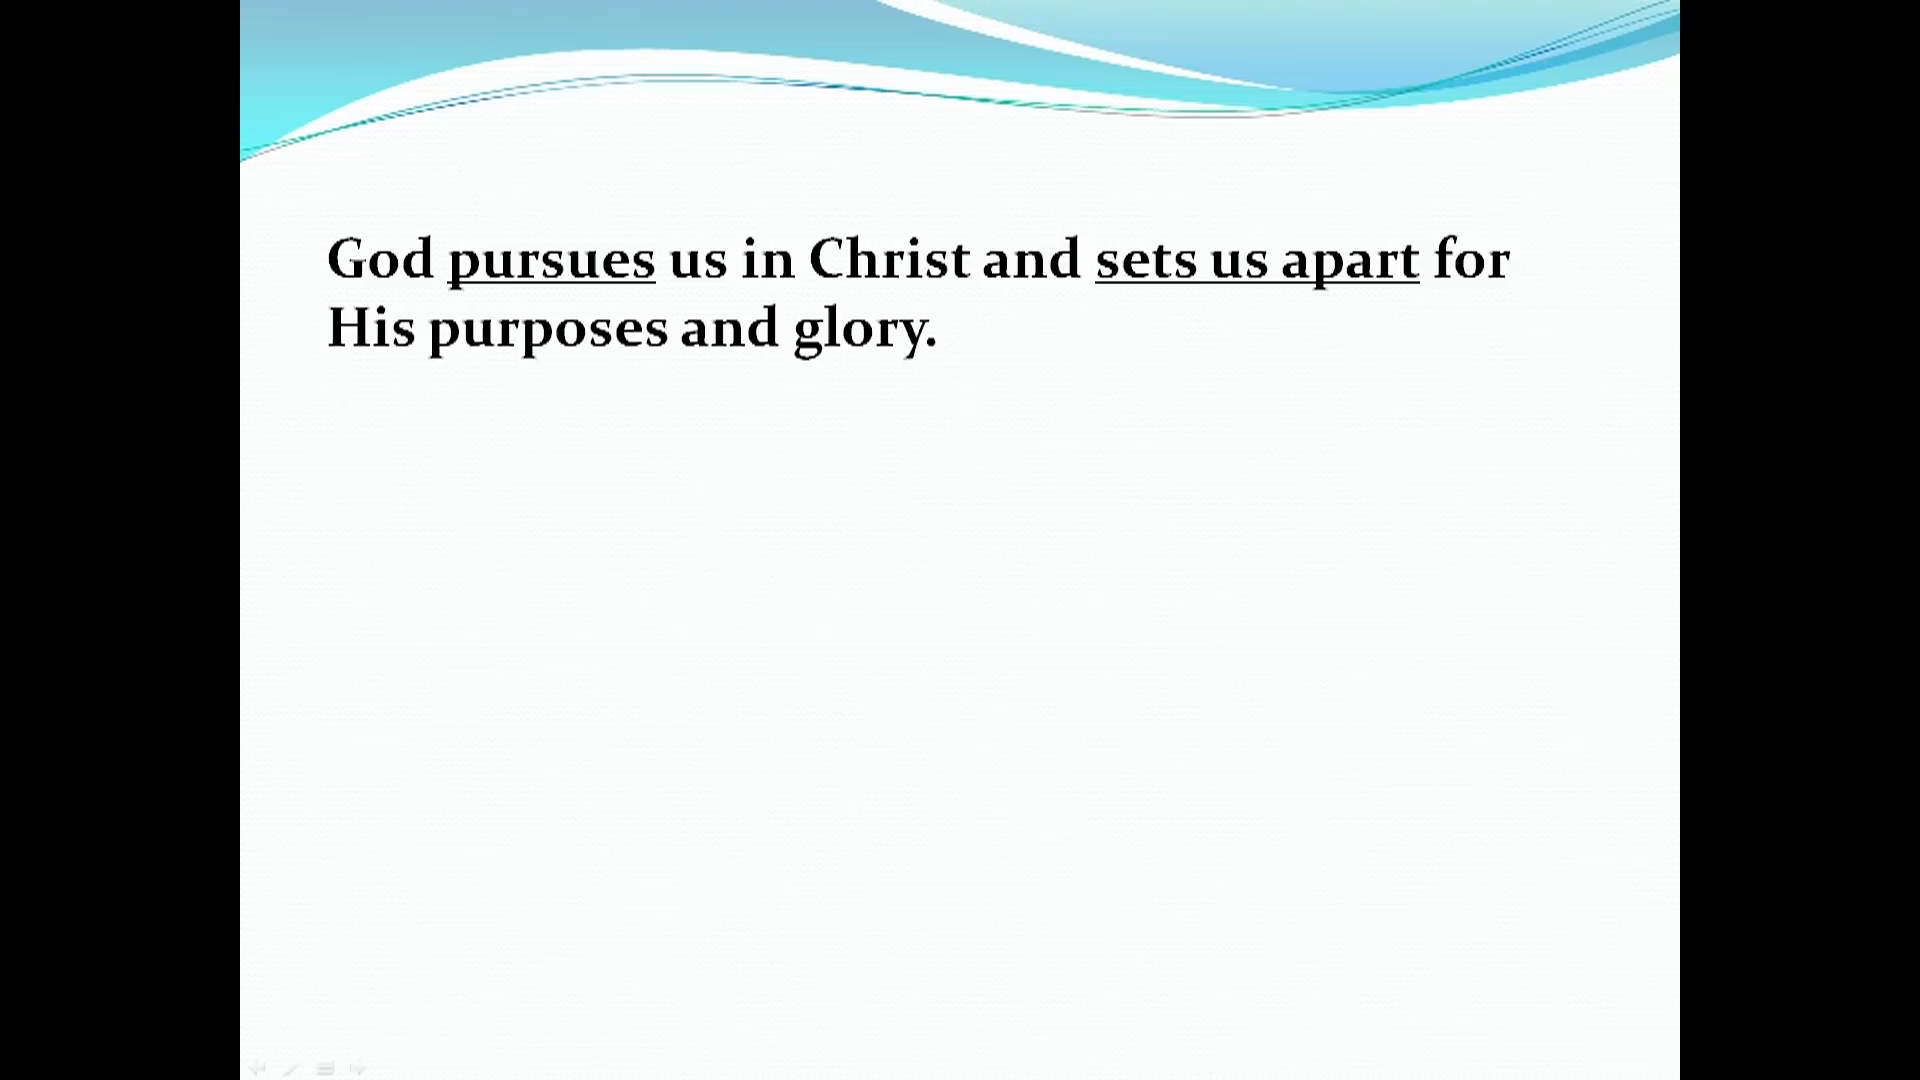 God pursues us in Christ and sets us apart for
His purposes and glory.